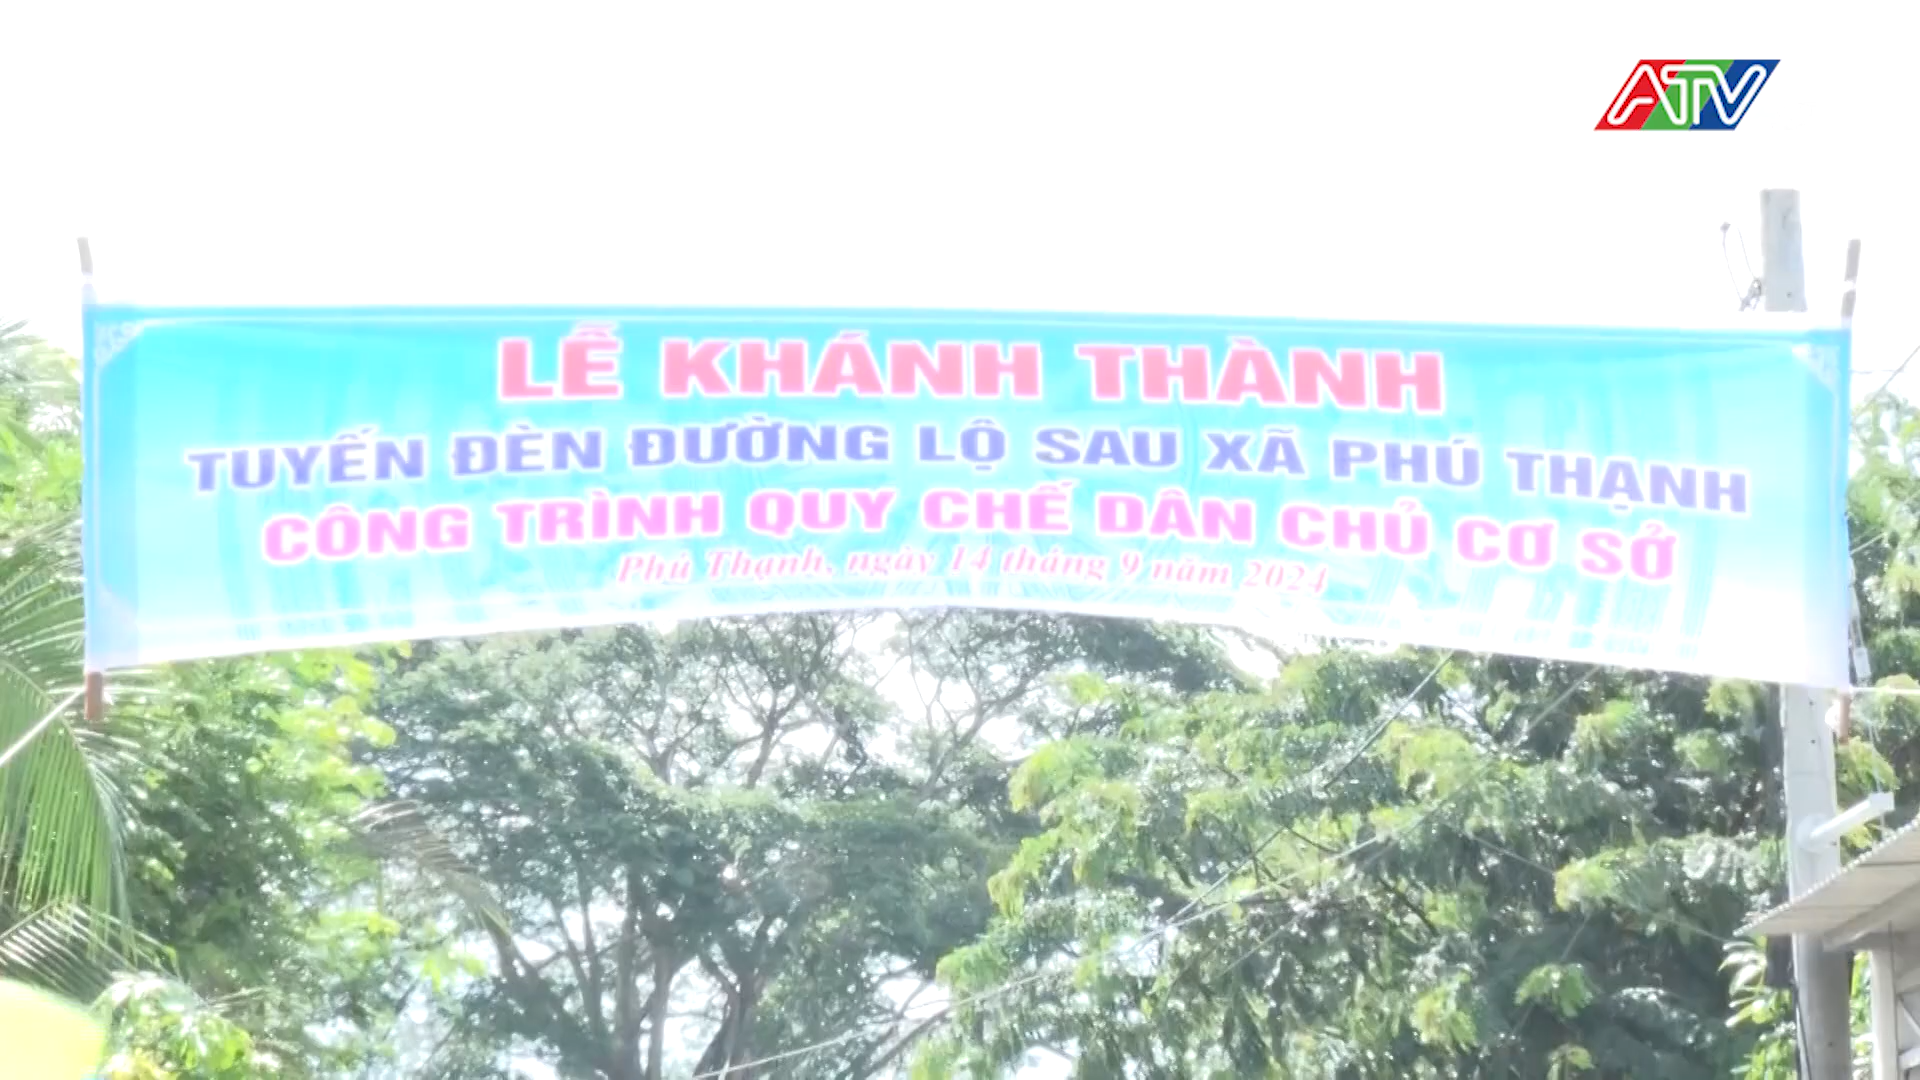 ATV
LỄ KHÁNH THÀNH
TUYẾN ĐÈN ĐƯỜNG LỘ SAU XÃ PHÚ THẠNH
CÔNG TRÌNH QUY CHẾ DÂN CHỦ CƠ SỞ
Phú Thạnh, ngày 14 tháng 9 năm 2024